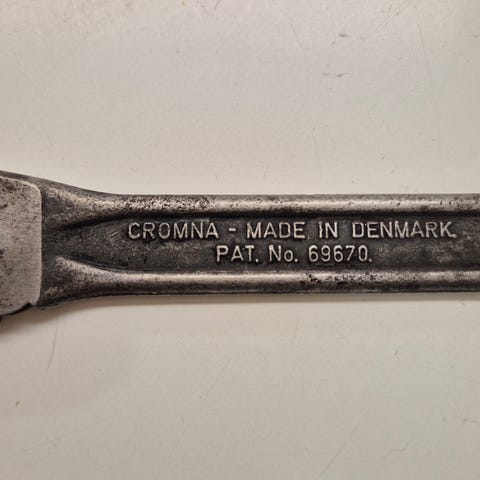 CROMNA - MADE IN DENMARK.
PAT. No. 69670.